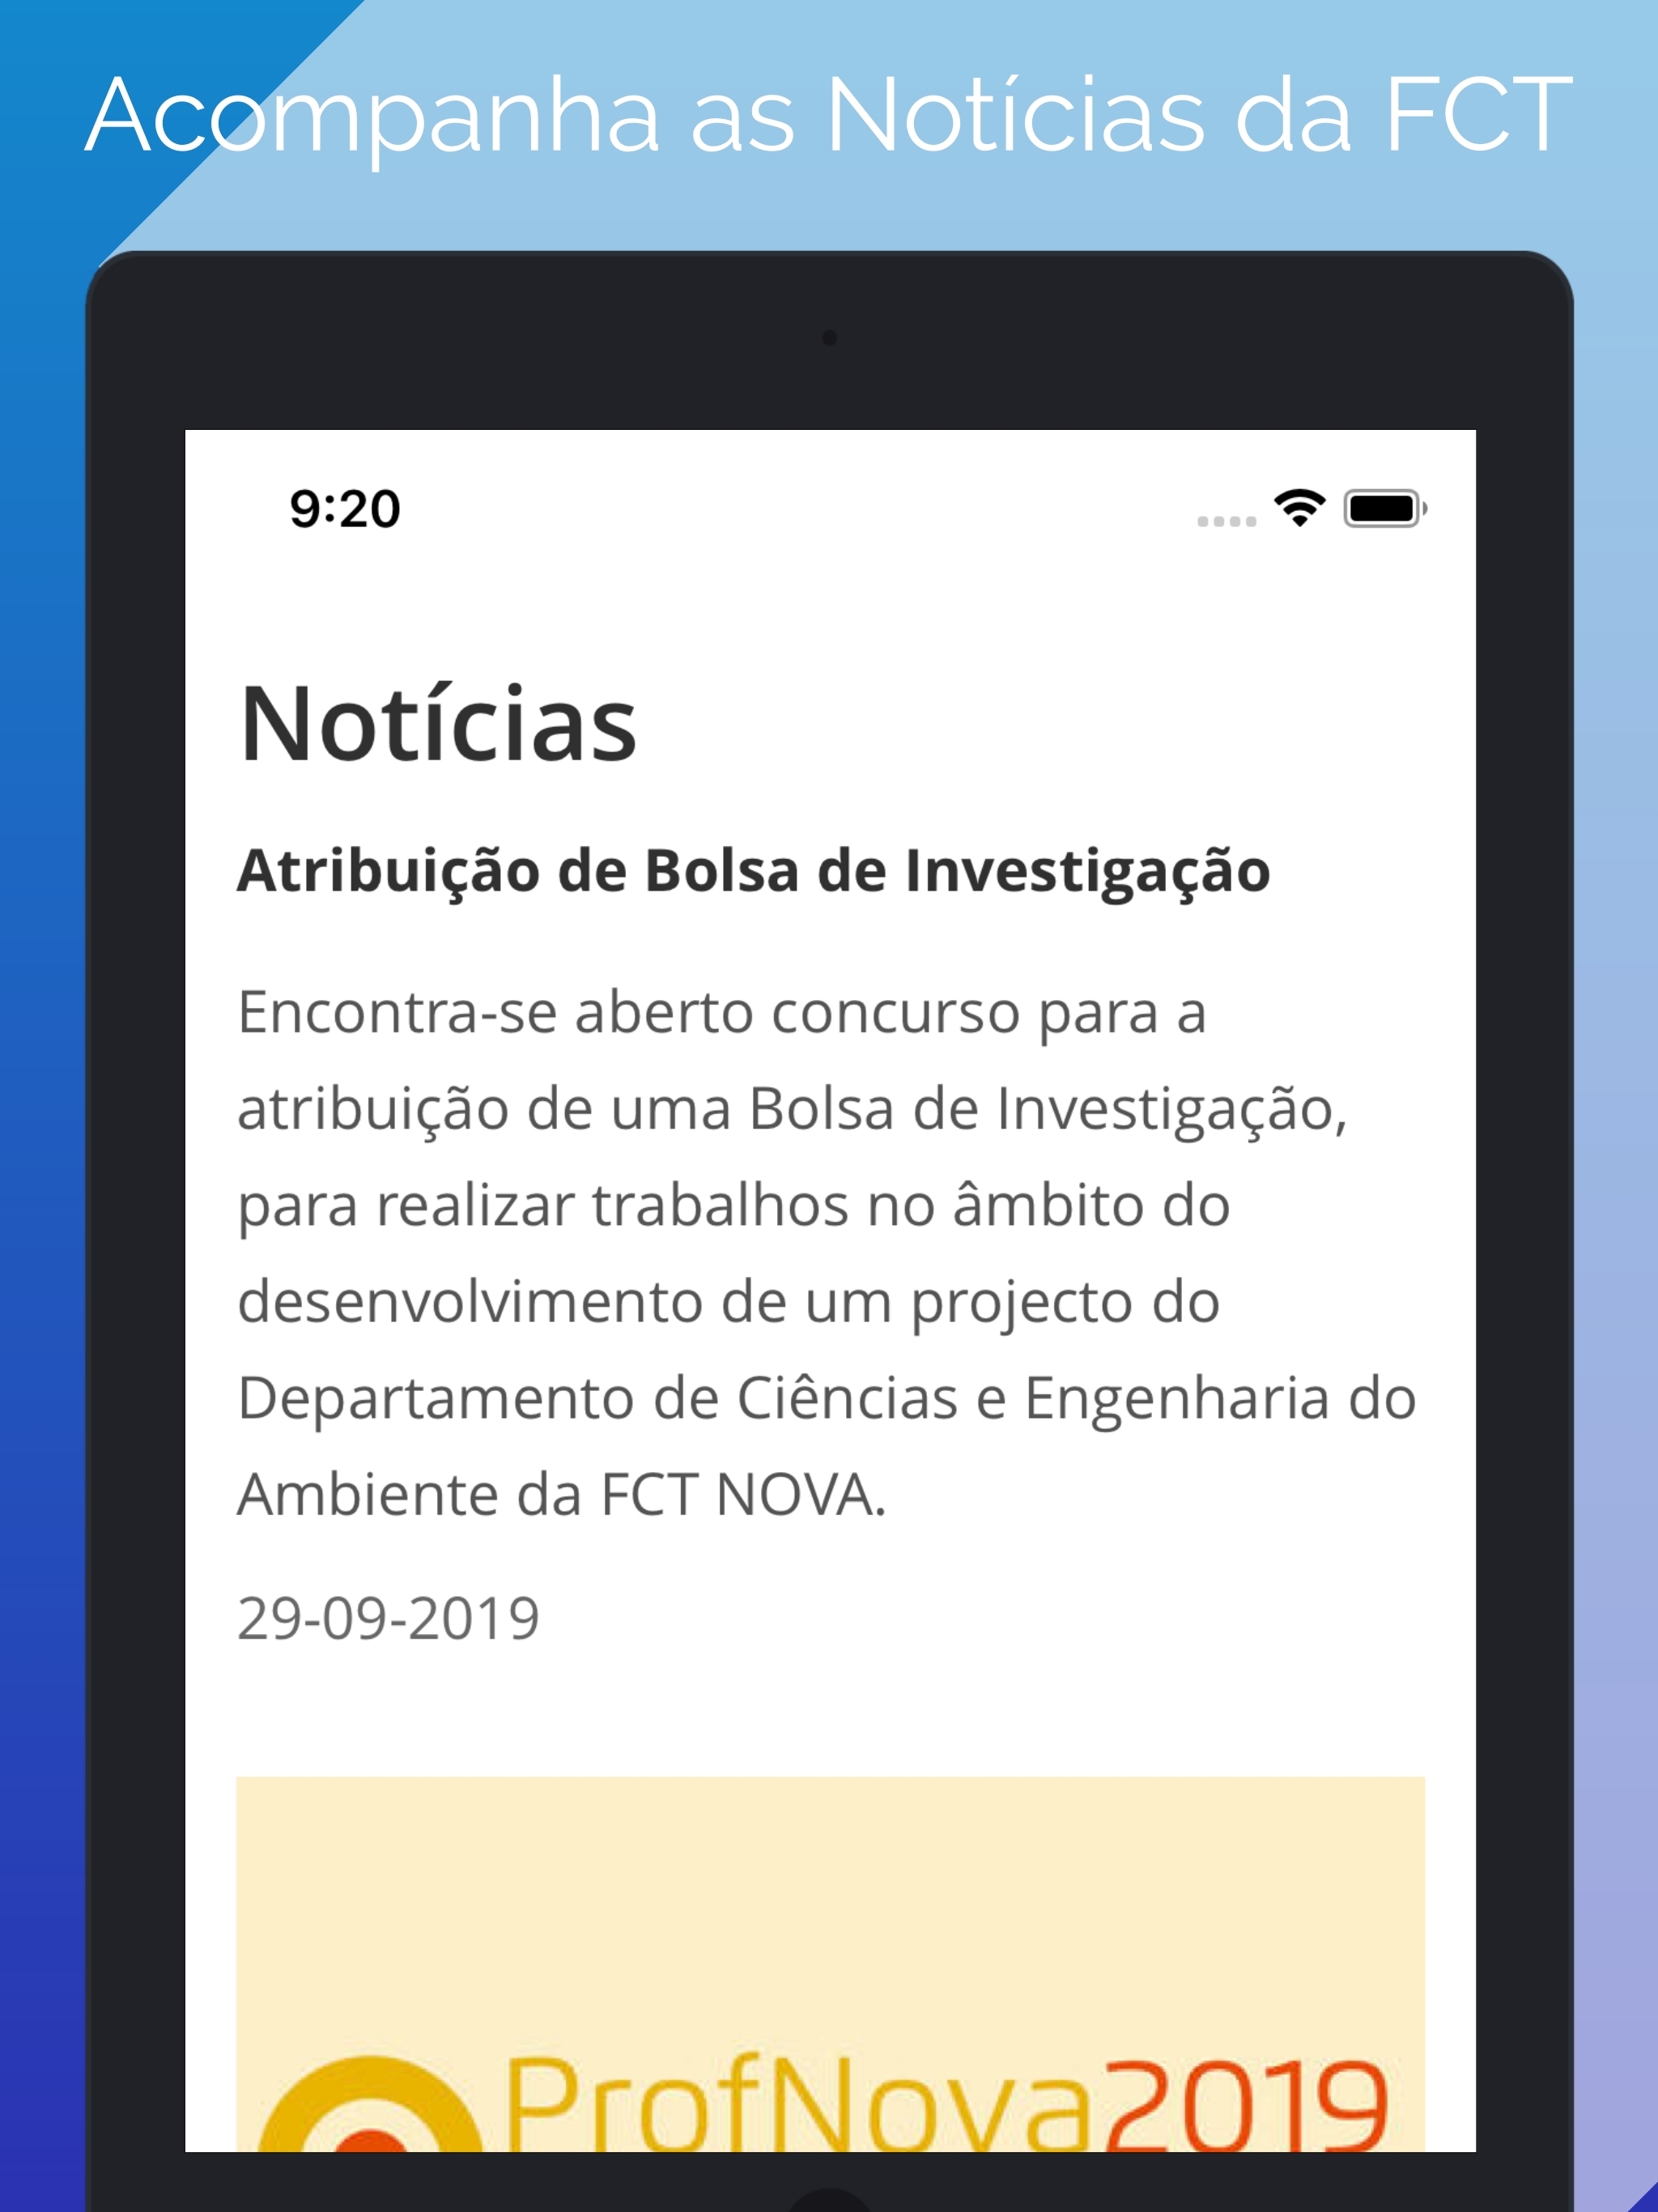 Acompanha as Notícias da FCT
9:20
Notícias
Atribuição de Bolsa de Investigação
Encontra-se aberto concurso para a
atribuição de uma Bolsa de Investigação,
para realizar trabalhos no âmbito do
desenvolvimento de um projecto do
Departamento de Ciências e Engenharia do
Ambiente da FCT NOVA.
29-09-2019
ProfNova2019